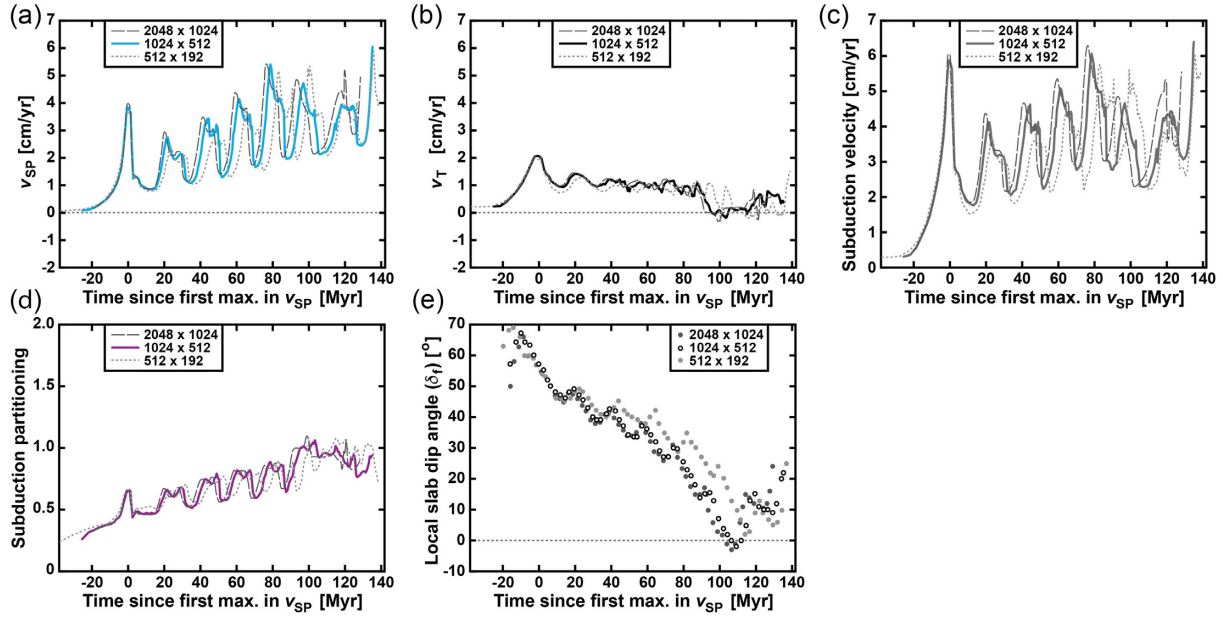 (a)
2048 x 1024
1024 x 512
512 x 192
vSP [cm/yr]
6
5
4
3
2
1
0
-1
-2
-20 0 20 40 60 80 100 120 140
Time since first max. in vSP [Myr]
(b)
2048 x 1024
1024 x 512
512 x 192
vT [cm/yr]
6
5
4
3
2
1
0
-1
-2
-20 0 20 40 60 80 100 120 140
Time since first max. in vSP [Myr]
(c)
2048 x 1024
1024 x 512
512 x 192
Subduction velocity [cm/yr]
7
6
5
4
3
2
1
0
-20 0 20 40 60 80 100 120 140
Time since first max. in vSP [Myr]
(d)
2048 x 1024
1024 x 512
512 x 192
Subduction partitioning
2.0
1.5
1.0
0.5
0
-20 0 20 40 60 80 100 120 140
Time since first max. in vSP [Myr]
(e)
2048 x 1024
1024 x 512
512 x 192
Local slab dip angle (δf) [°]
70
60
50
40
30
20
10
0
-10
-20 0 20 40 60 80 100 120 140
Time since first max. in vSP [Myr]